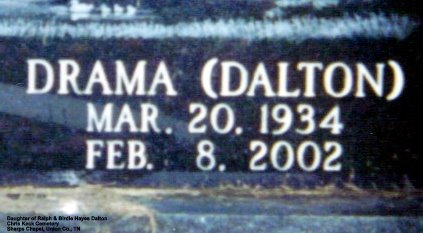 DRAMA (DALTON)
MAR. 20. 1934
FEB. 8. 2002
Daughter of Ralph & Birdie Hayes Dalton
Chris Keck Cemetery
Sharps Chapel, Union Co., TN